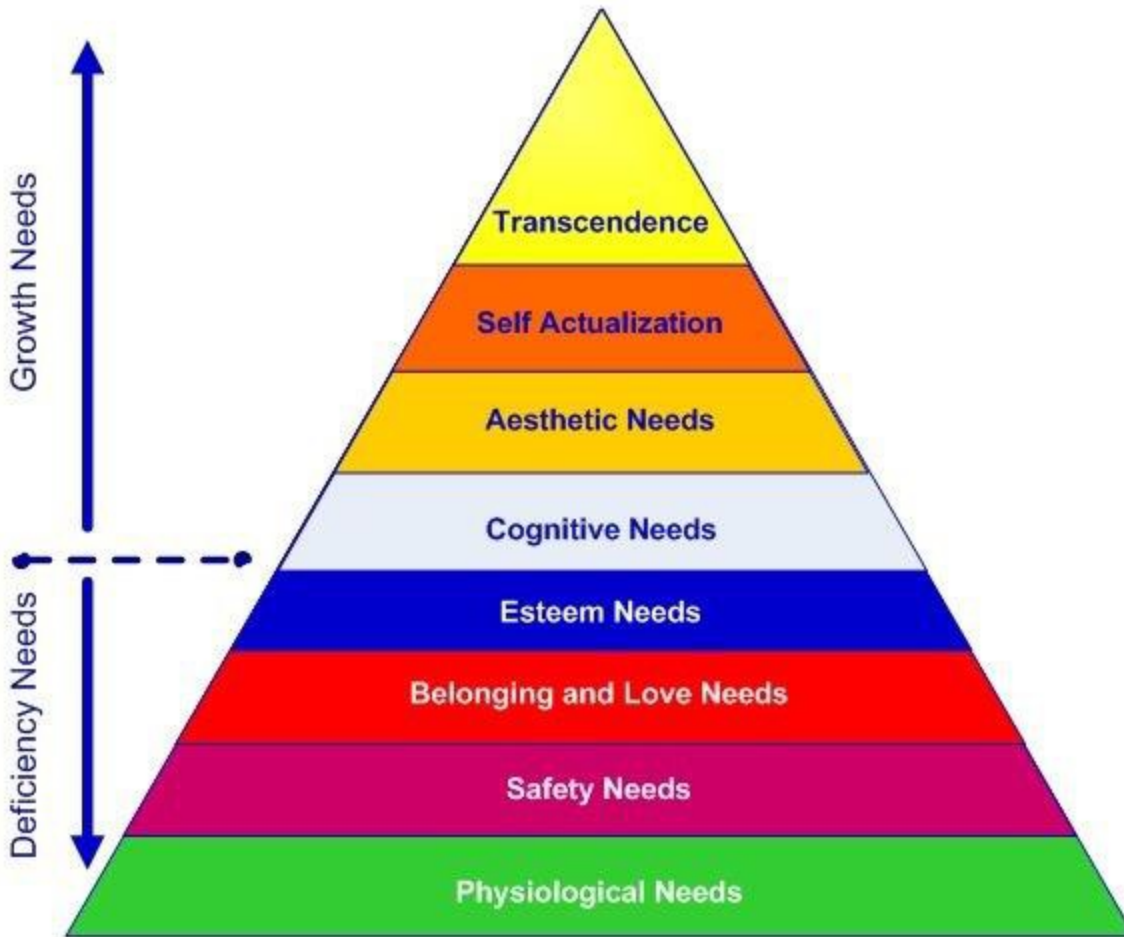 Growth Needs
Deficiency Needs
Transcendence
Self Actualization
Aesthetic Needs
Cognitive Needs
Esteem Needs
Belonging and Love Needs
Safety Needs
Physiological Needs